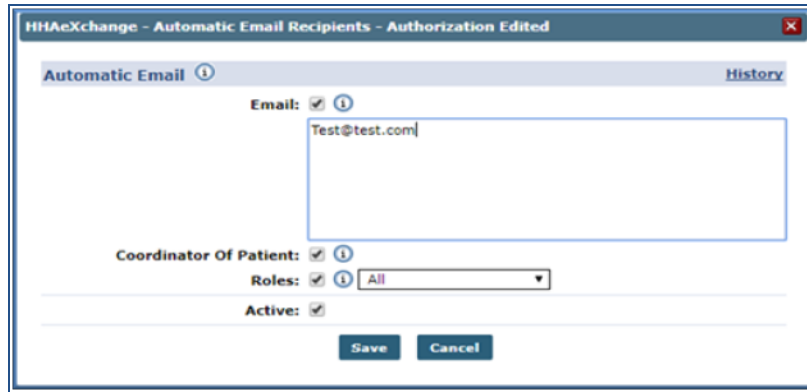 HHAeXchange - Automatic Email Recipients - Authorization Edited
Automatic Email History
Email:
Test@test.com
Coordinator Of Patient:
Roles: All
Active:
Save Cancel